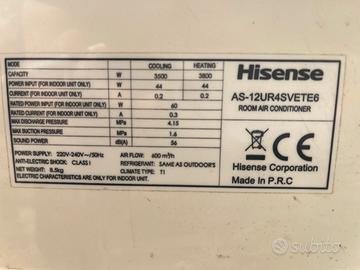 MODE COOLING HEATING
CAPACITY W 3500 3800
POWER INPUT (FOR INDOOR UNIT ONLY) W 44 44
CURRENT (FOR INDOOR UNIT ONLY) A 0.2 0.2
RATED POWER INPUT (FOR INDOOR UNIT ONLY) W 60
RATED CURRENT (FOR INDOOR UNIT ONLY) A 0.3
MAX DISCHARGE PRESSURE MPa 4.15
MAX SUCTION PRESSURE MPa 1.6
SOUND POWER dB(A) 56
POWER SUPPLY: 220V-240V~/50Hz AIR FLOW: 600 m³/h
ANTI-ELECTRIC SHOCK: CLASS I REFRIGERANT: SAME AS OUTDOOR'S
NET WEIGHT: 8.5kg CLIMATE TYPE: T1
ALL ELECTRIC PARAMETERS ARE FOR INDOOR UNIT ONLY
Hisense
AS-12UR4SVETE6
ROOM AIR CONDITIONER
CE
Hisense Corporation
Made In P.R.C
subito